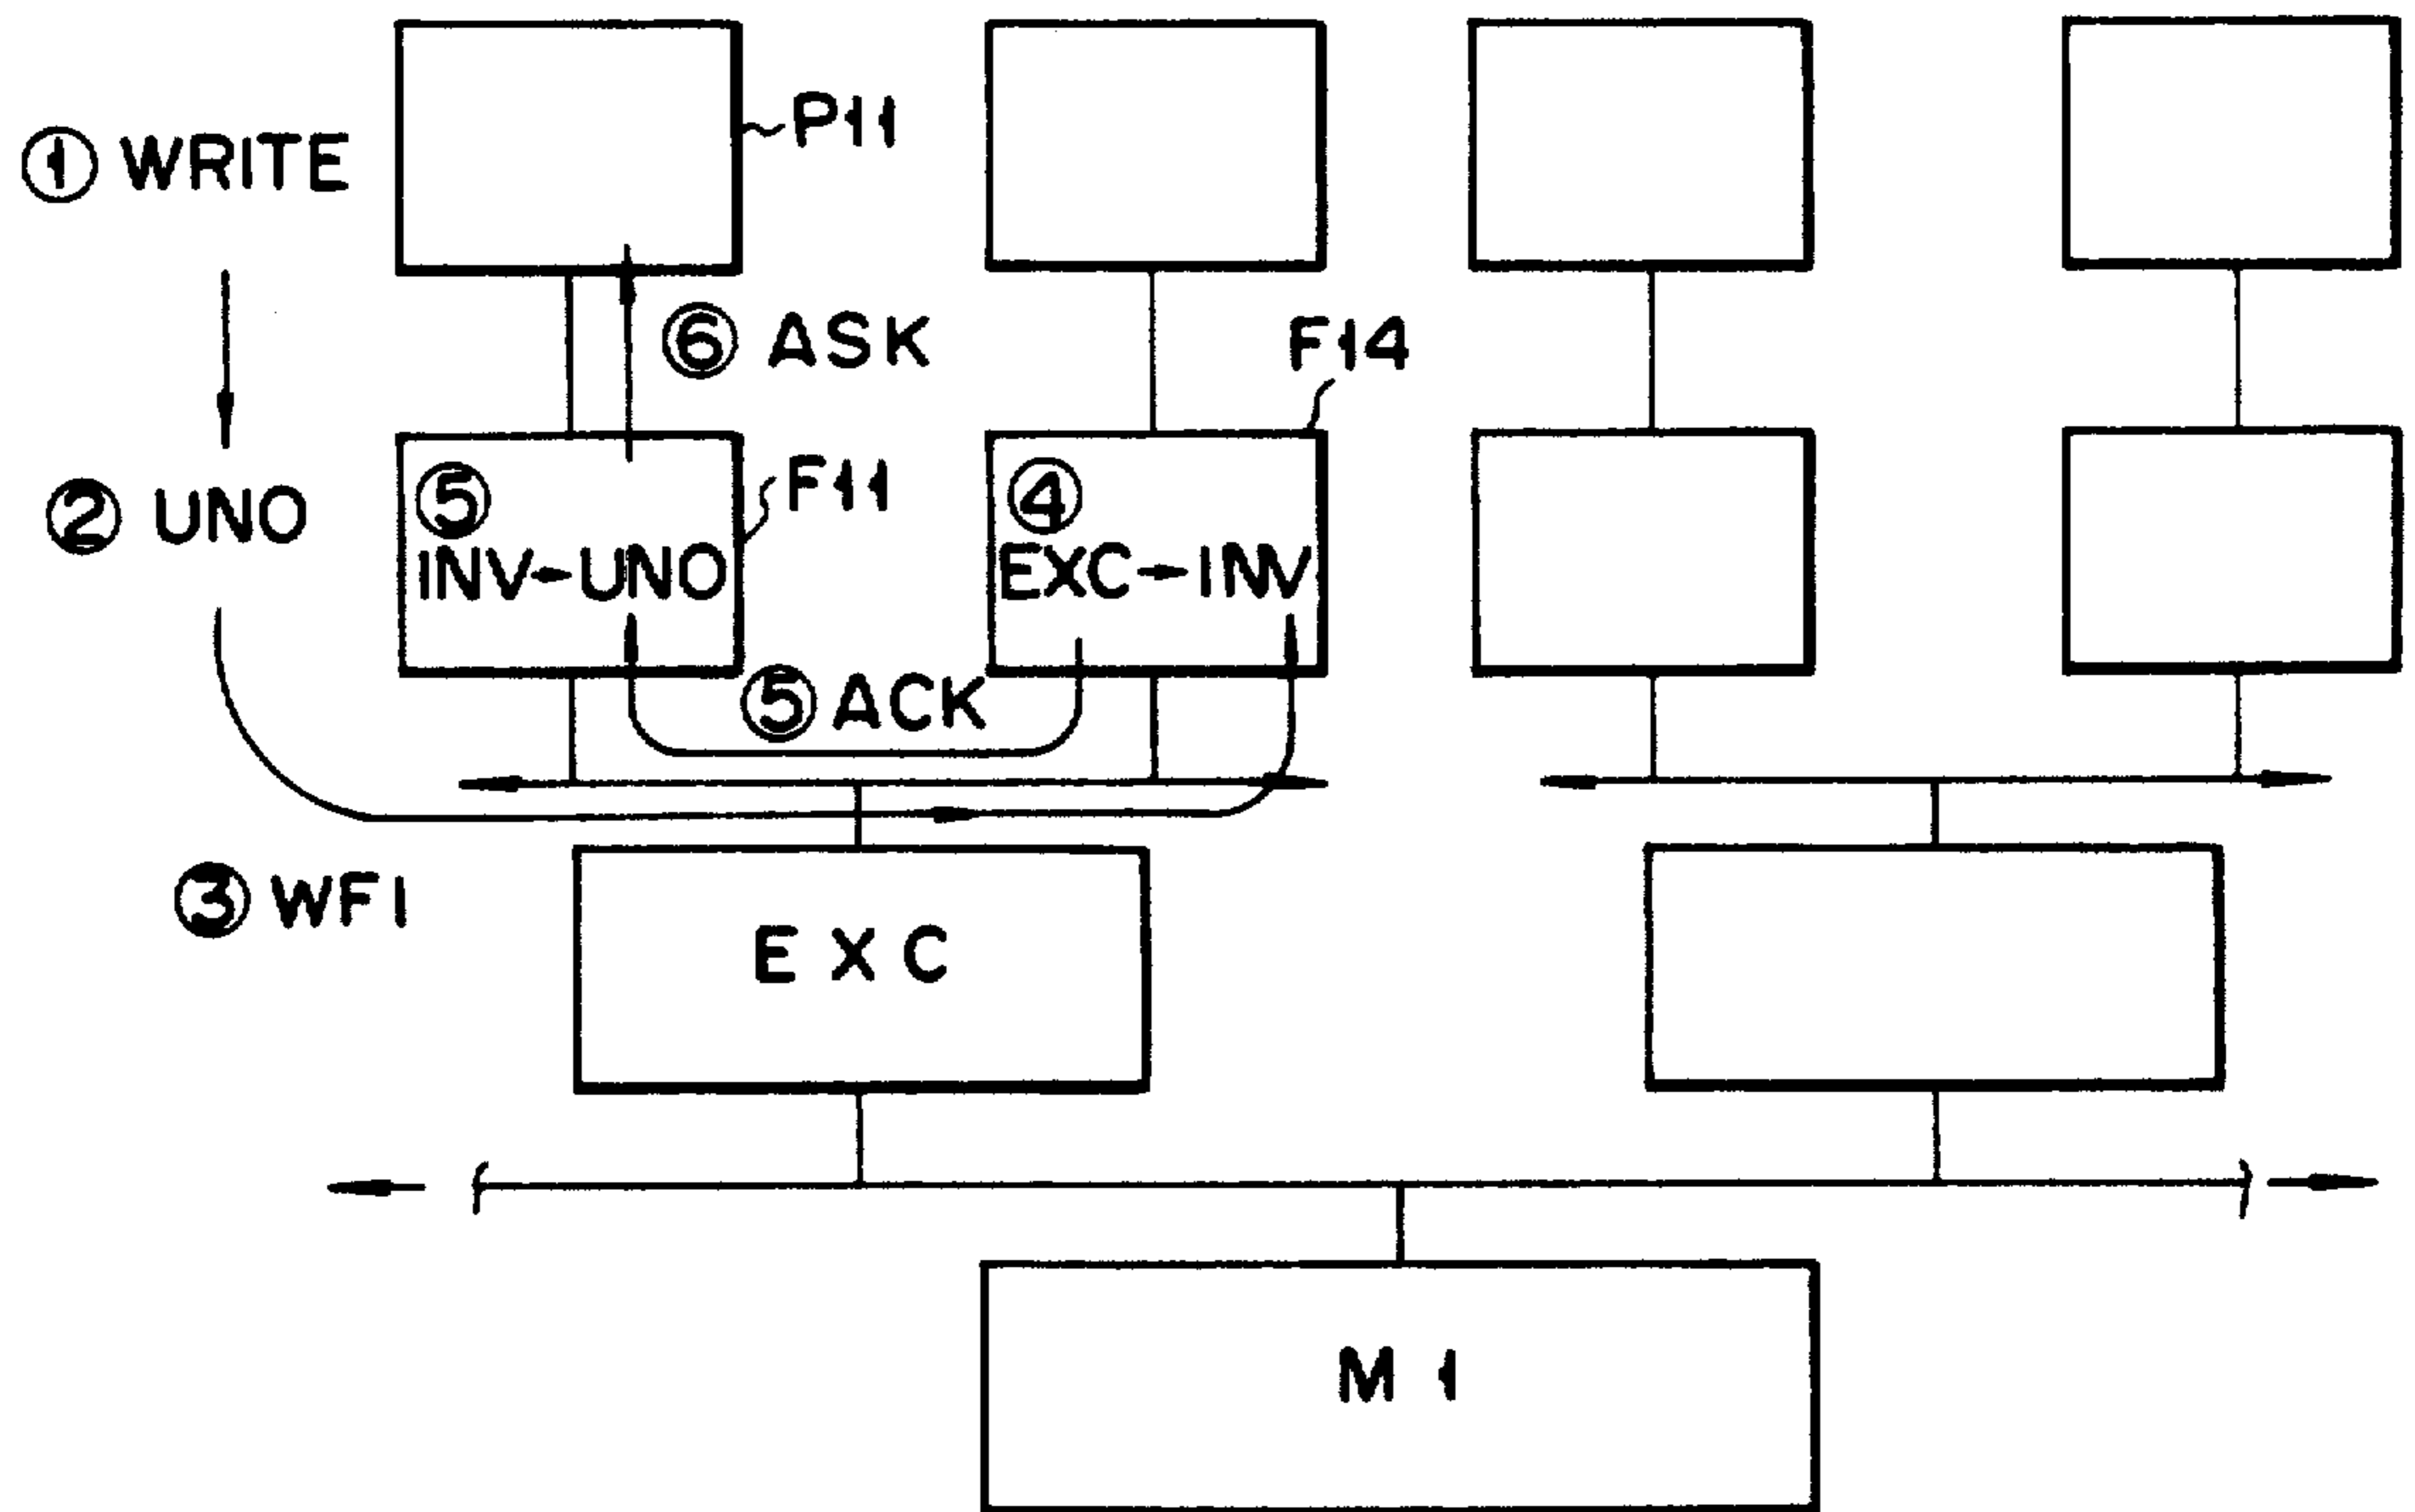 ① WRITE
P11
⑥ ASK
F14
② UNO
⑤
F11
④
INV→UNO
EXC→INV
⑤ ACK
③ WFI
EXC
M 1